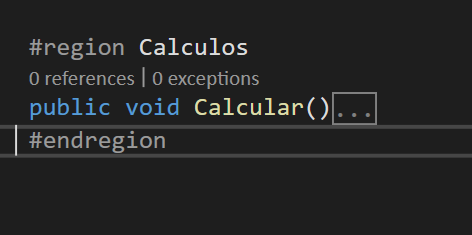 #region Calculos
0 references | 0 exceptions
public void Calcular()...
#endregion